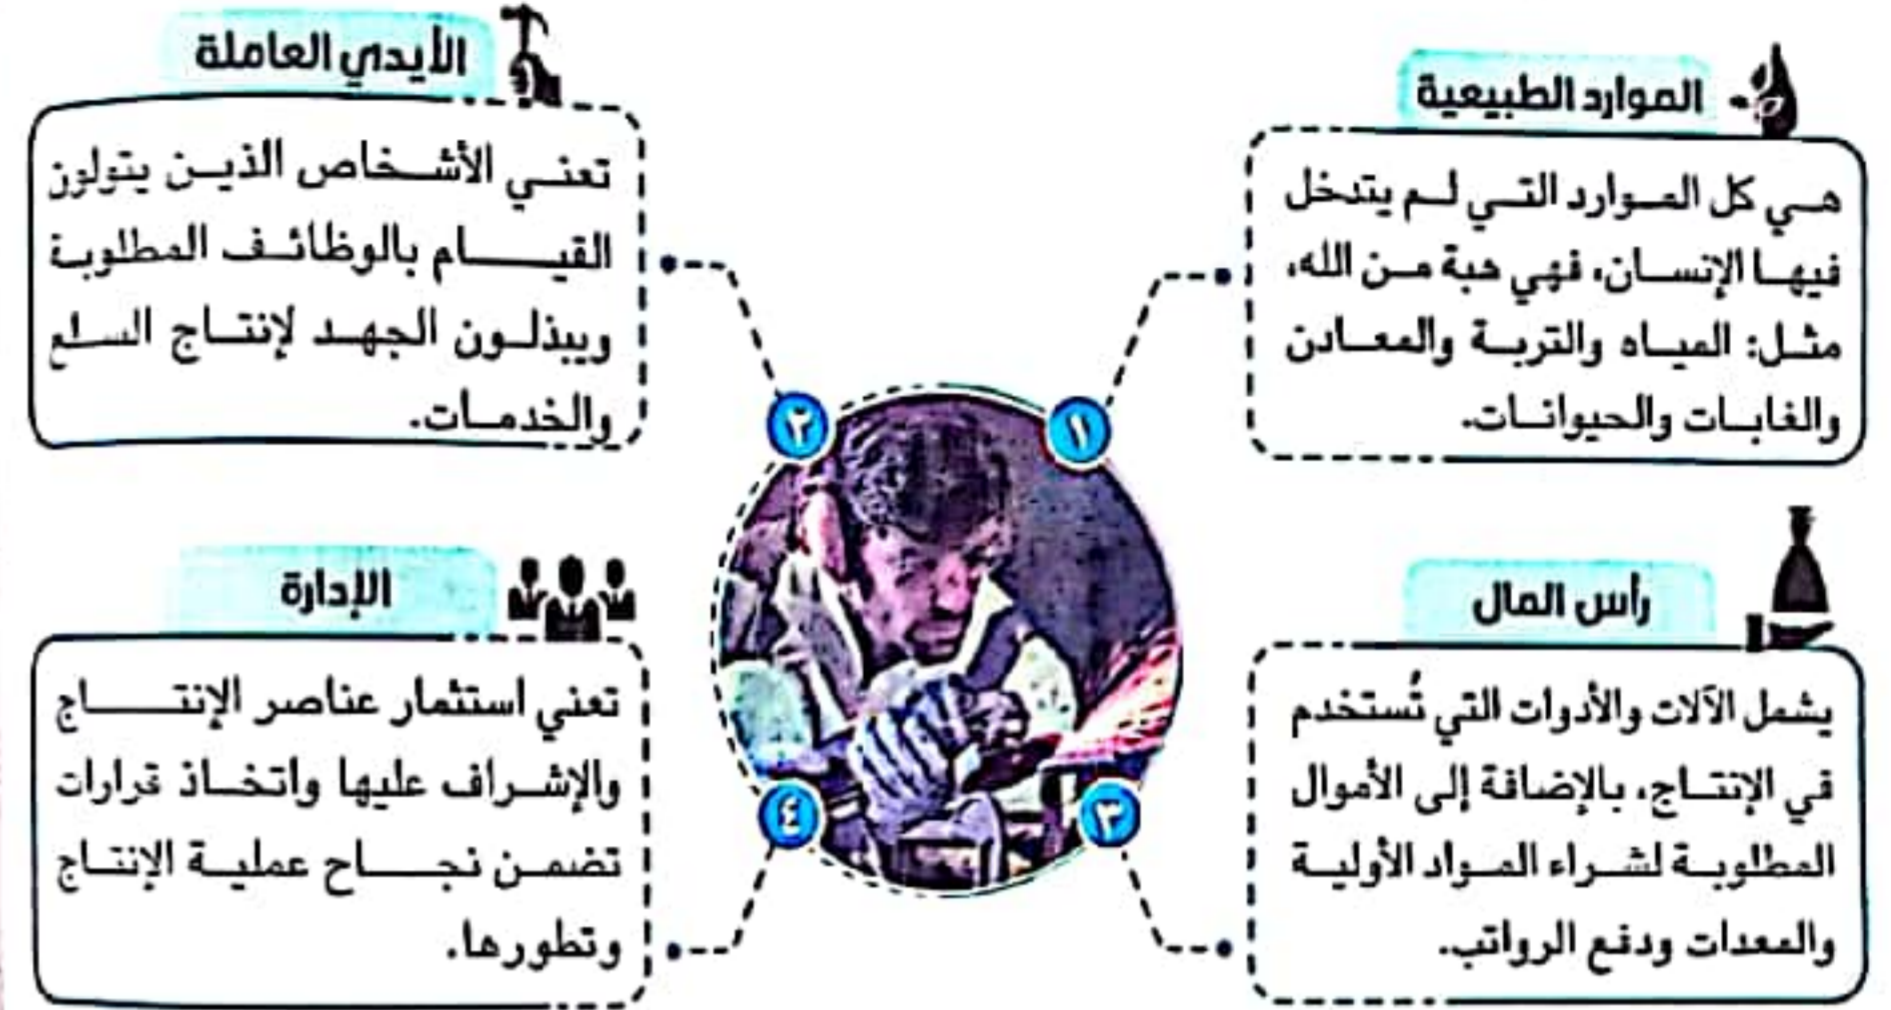 الموارد الطبيعية
هي كل الموارد التي لم يتدخل
فيها الإنسان، فهي هبة من الله،
مثل: المياه والتربة والمعادن
والغابات والحيوانات.
١
الأيدي العاملة
تعني الأشخاص الذين يتولون
القيام بالوظائف المطلوبة
ويبذلون الجهد لإنتاج السلع
والخدمات.
٢
رأس المال
يشمل الآلات والأدوات التي تُستخدم
في الإنتاج، بالإضافة إلى الأموال
المطلوبة لشراء المواد الأولية
والمعدات ودفع الرواتب.
٣
الإدارة
تعني استثمار عناصر الإنتاج
والإشراف عليها واتخاذ قرارات
تضمن نجاح عملية الإنتاج
وتطورها.
٤